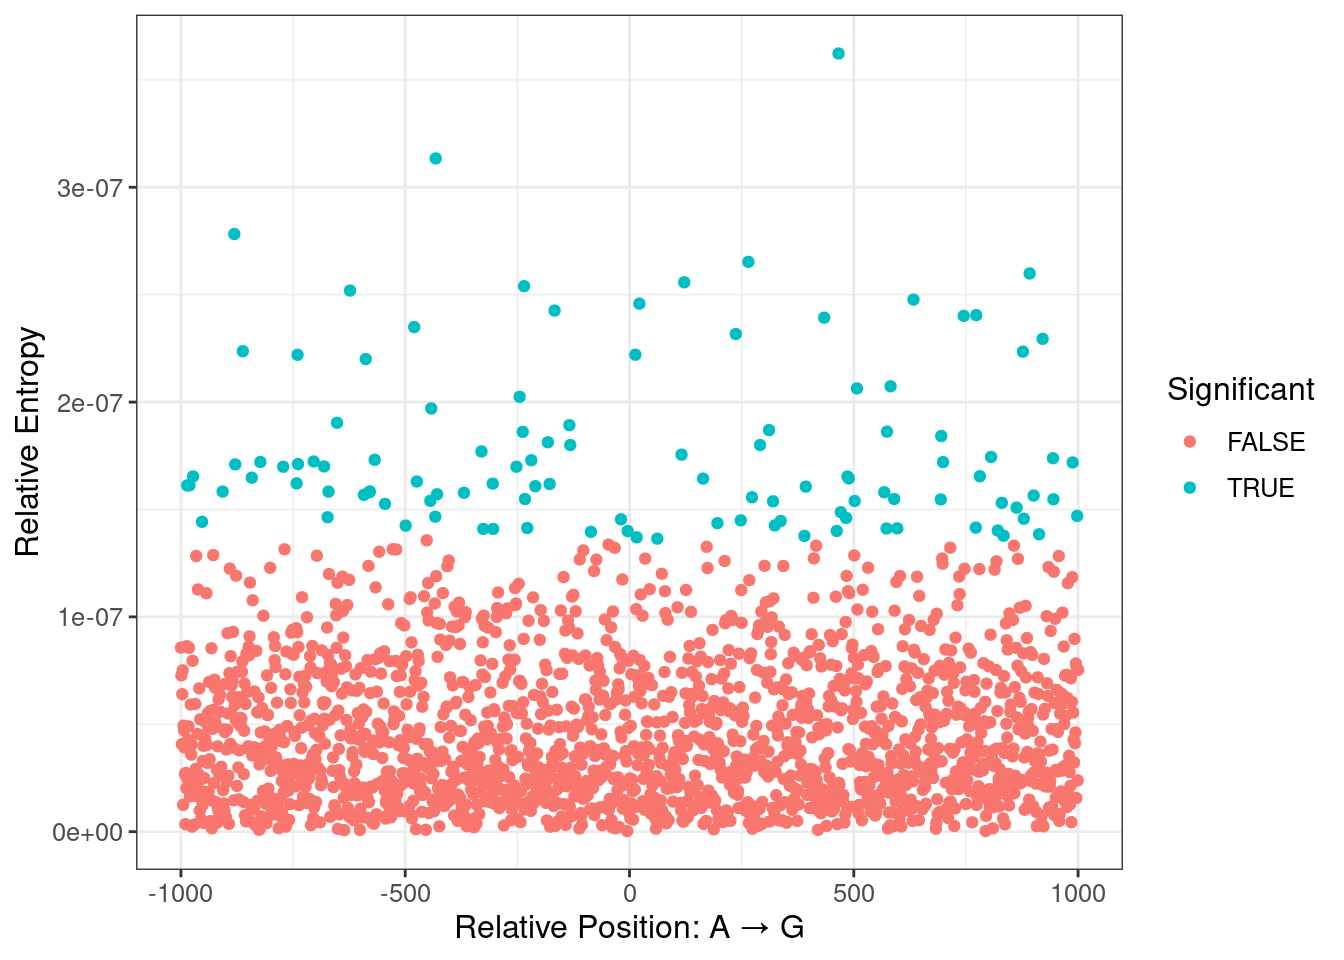 Relative Entropy
3e-07
2e-07
1e-07
0e+00
-1000
-500
0
500
1000
Relative Position: A → G
Significant
FALSE
TRUE